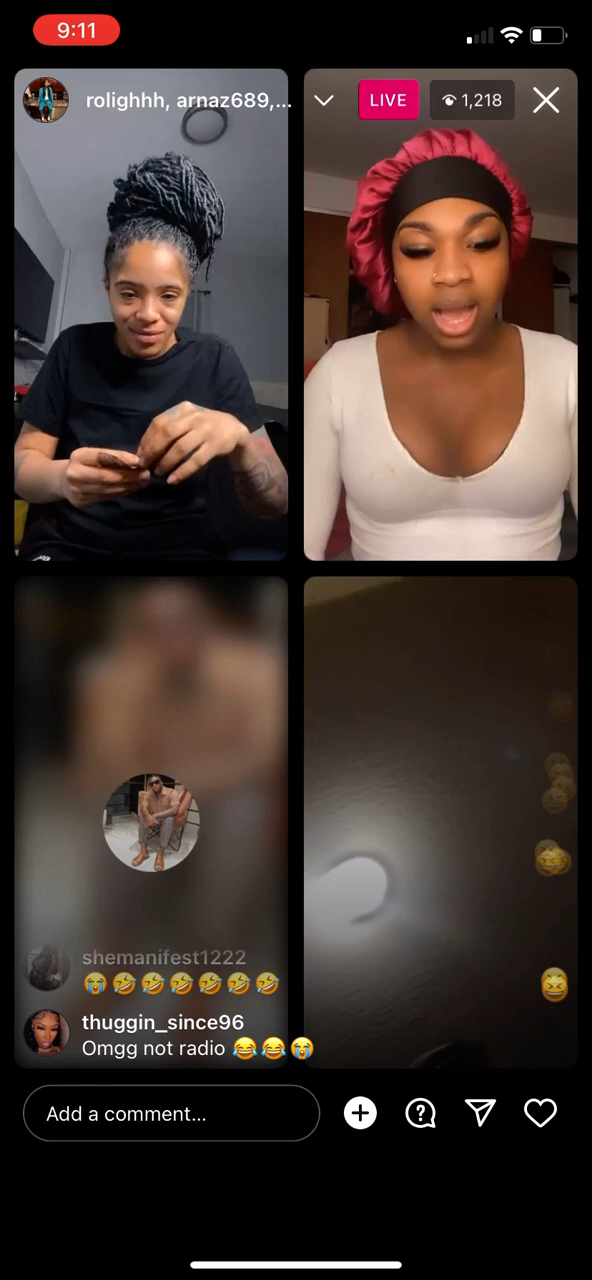 9:11
rolighhh, arnaz689,...
LIVE
1,218
shemanifest1222
😭🤣🤣🤣🤣🤣🤣
thuggin_since96
Omgg not radio 😂😂😭
Add a comment...